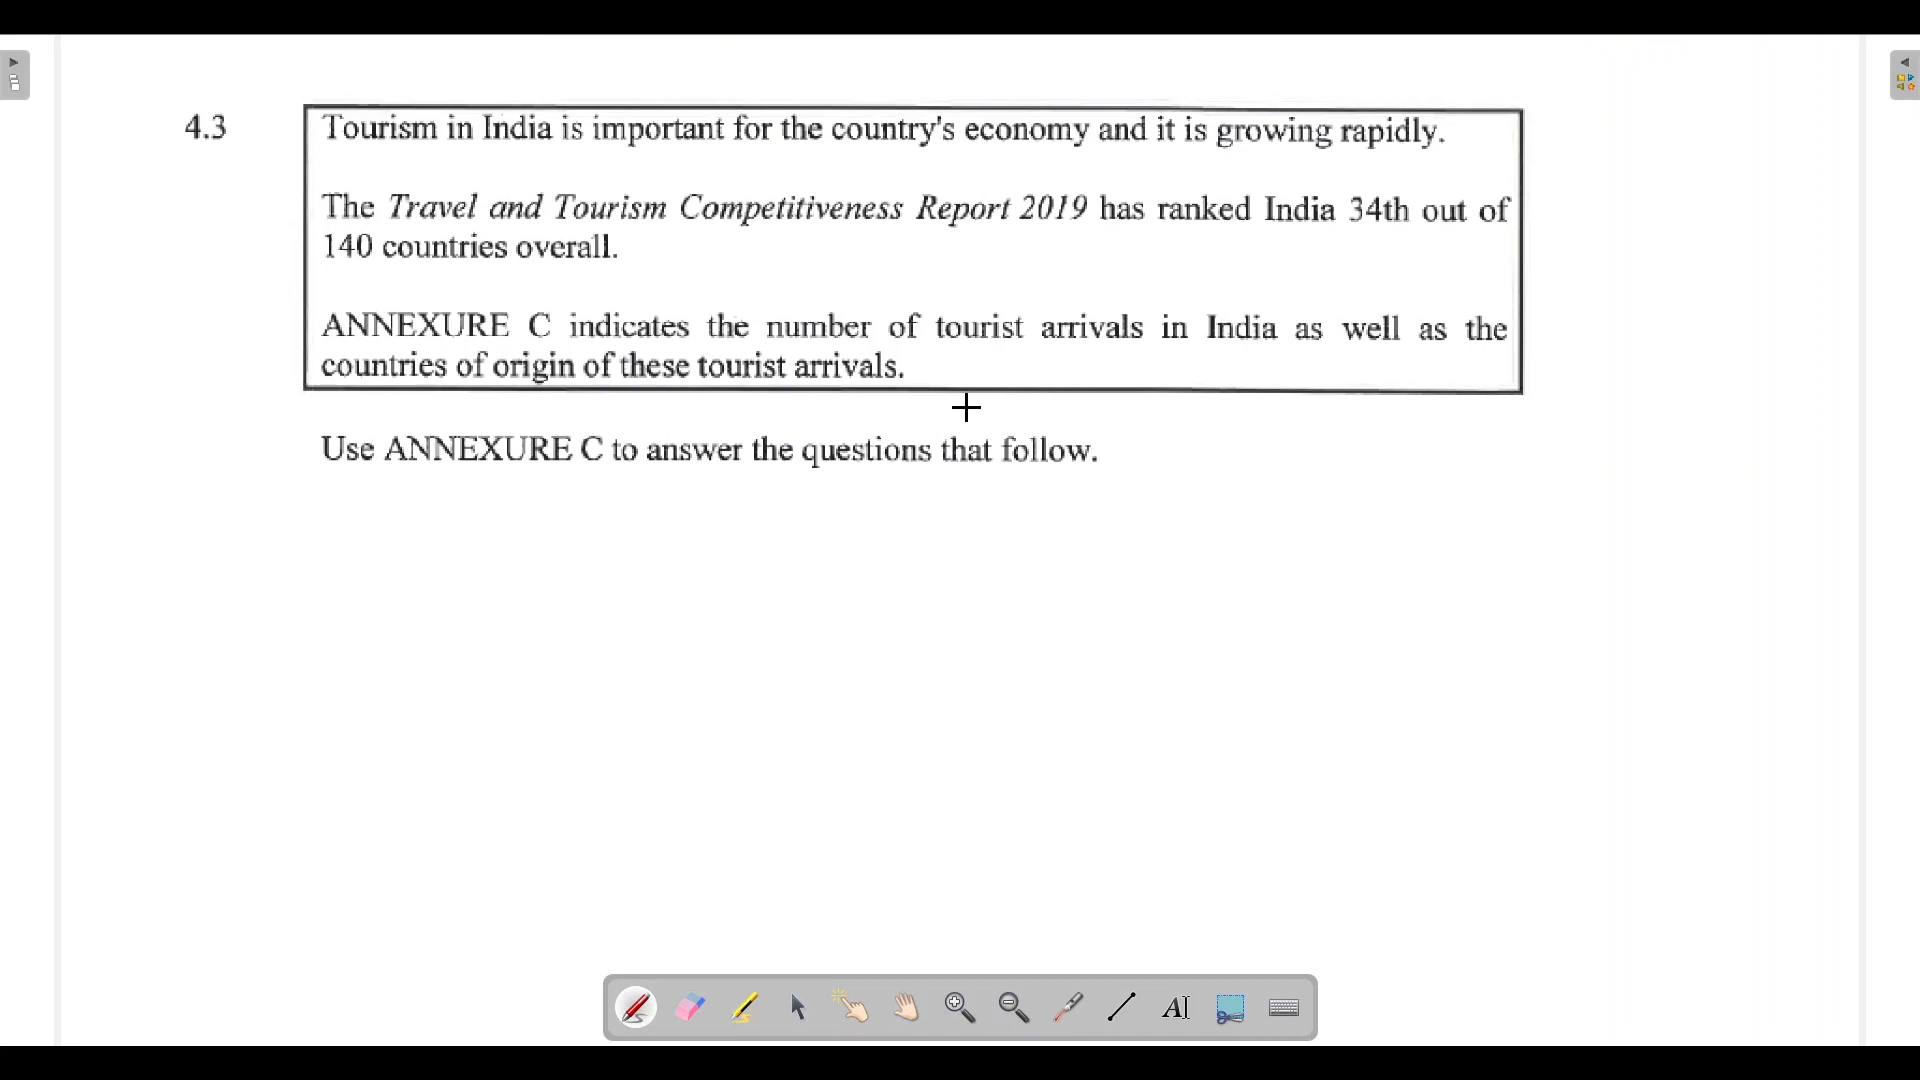 4.3 Tourism in India is important for the country's economy and it is growing rapidly.
The Travel and Tourism Competitiveness Report 2019 has ranked India 34th out of
140 countries overall.
ANNEXURE C indicates the number of tourist arrivals in India as well as the
countries of origin of these tourist arrivals.
Use ANNEXURE C to answer the questions that follow.